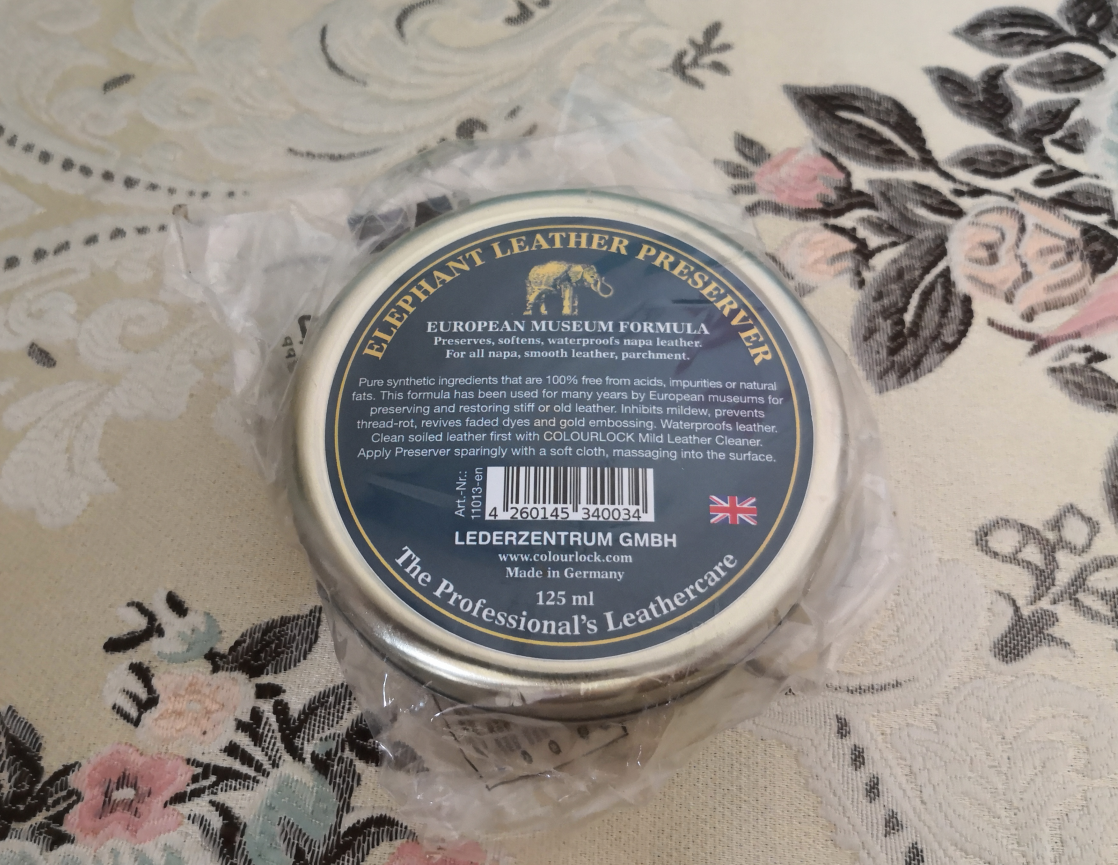 ELEPHANT LEATHER PRESERVER
EUROPEAN MUSEUM FORMULA
Preserves, softens, waterproofs napa leather.
For all napa, smooth leather, parchment.
Pure synthetic ingredients that are 100% free from acids, impurities or natural
fats. This formula has been used for many years by European museums for
preserving and restoring stiff or old leather. Inhibits mildew, prevents
thread-rot, revives faded dyes and gold embossing. Waterproofs leather.
Clean soiled leather first with COLOURLOCK Mild Leather Cleaner.
Apply Preserver sparingly with a soft cloth, massaging into the surface.
Art.-Nr.:
11013-en
4 260145 340034
LEDERZENTRUM GMBH
www.colourlock.com
Made in Germany
125 ml
The Professional's Leathercare